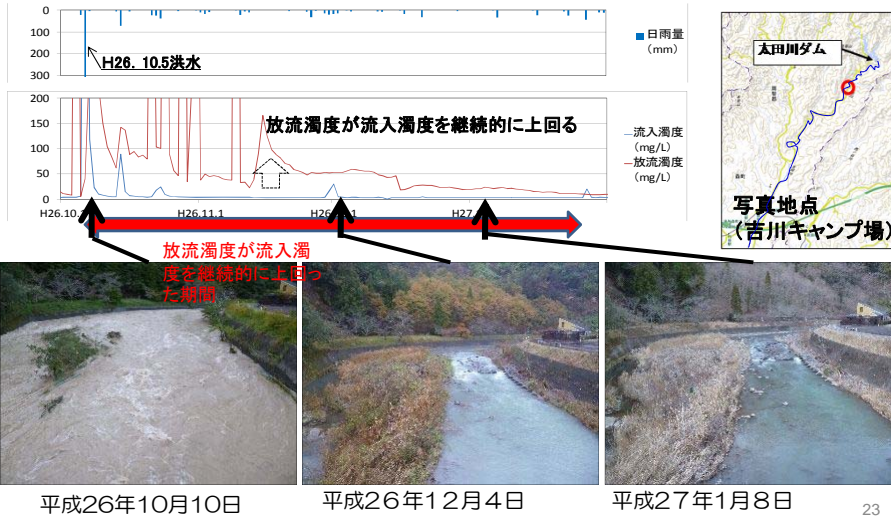 0
100
200
300
H26. 10.5洪水
日雨量
(mm)
200
150
100
50
0
放流濁度が流入濁度を継続的に上回る
流入濁度
(mg/L)
放流濁度
(mg/L)
H26.10.
H26.11.1
H26.
1
H27.
放流濁度が流入濁
度を継続的に上回っ
た期間
太田川ダム
森町
写真地点
(吉川キャンプ場)
平成26年10月10日
平成26年12月4日
平成27年1月8日
23